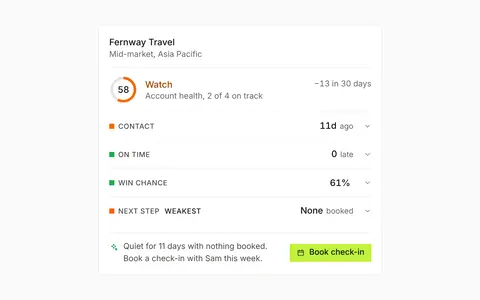 Fernway Travel
Mid-market, Asia Pacific
58
Watch
−13 in 30 days
Account health, 2 of 4 on track
CONTACT 11d ago
ON TIME 0 late
WIN CHANCE 61%
NEXT STEP WEAKEST None booked
Quiet for 11 days with nothing booked.
Book a check-in with Sam this week.
Book check-in